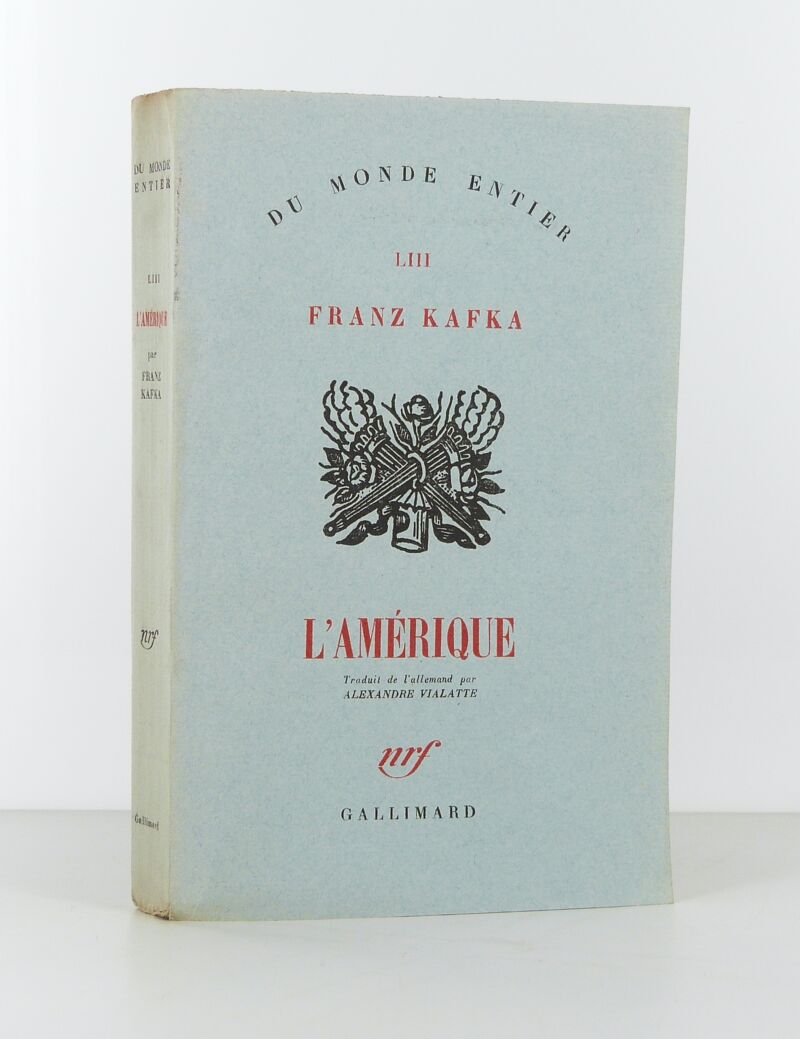 DU MONDE
ENTIER
LIII
L'AMÉRIQUE
par
FRANZ
KAFKA
nrf
Gallimard
DU MONDE ENTIER
LIII
FRANZ KAFKA
L'AMÉRIQUE
Traduit de l'allemand par
ALEXANDRE VIALATTE
nrf
GALLIMARD